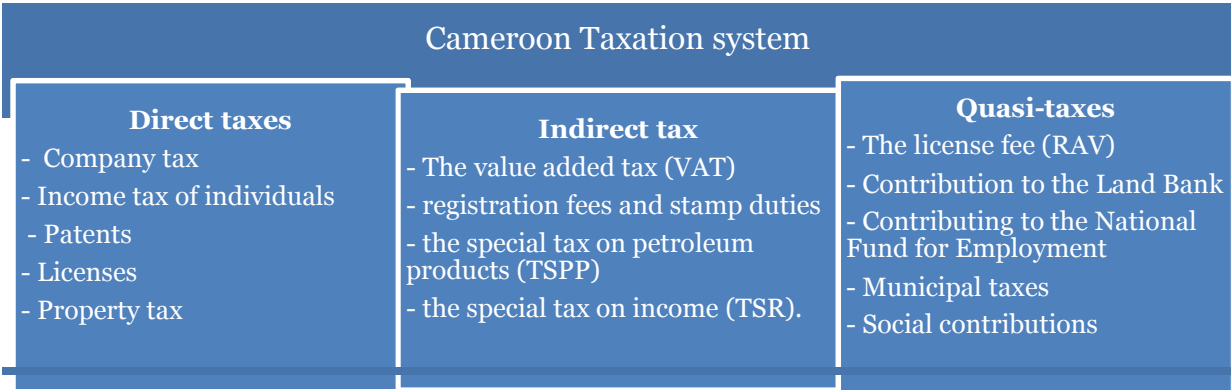 Cameroon Taxation system
Direct taxes
- Company tax
- Income tax of individuals
- Patents
- Licenses
- Property tax
Indirect tax
- The value added tax (VAT)
- registration fees and stamp duties
- the special tax on petroleum
products (TSPP)
- the special tax on income (TSR).
Quasi-taxes
- The license fee (RAV)
- Contribution to the Land Bank
- Contributing to the National
Fund for Employment
- Municipal taxes
- Social contributions